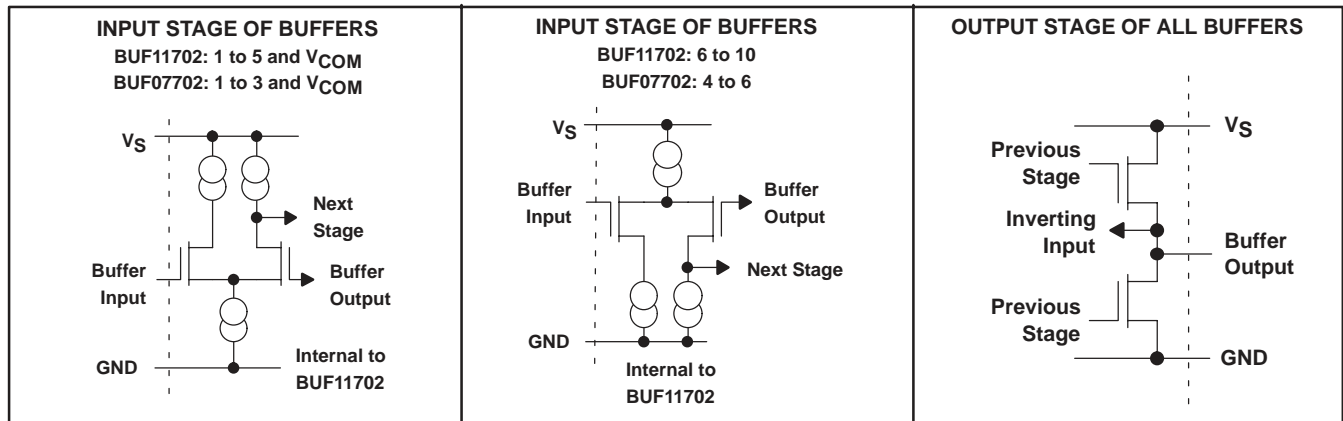 INPUT STAGE OF BUFFERS
BUF11702: 1 to 5 and VCOM
BUF07702: 1 to 3 and VCOM
VS
Next
Stage
Buffer
Input
Buffer
Output
GND
Internal to
BUF11702
INPUT STAGE OF BUFFERS
BUF11702: 6 to 10
BUF07702: 4 to 6
VS
Buffer
Input
Buffer
Output
Next Stage
GND
Internal to
BUF11702
OUTPUT STAGE OF ALL BUFFERS
VS
Previous
Stage
Inverting
Input
Buffer
Output
Previous
Stage
GND